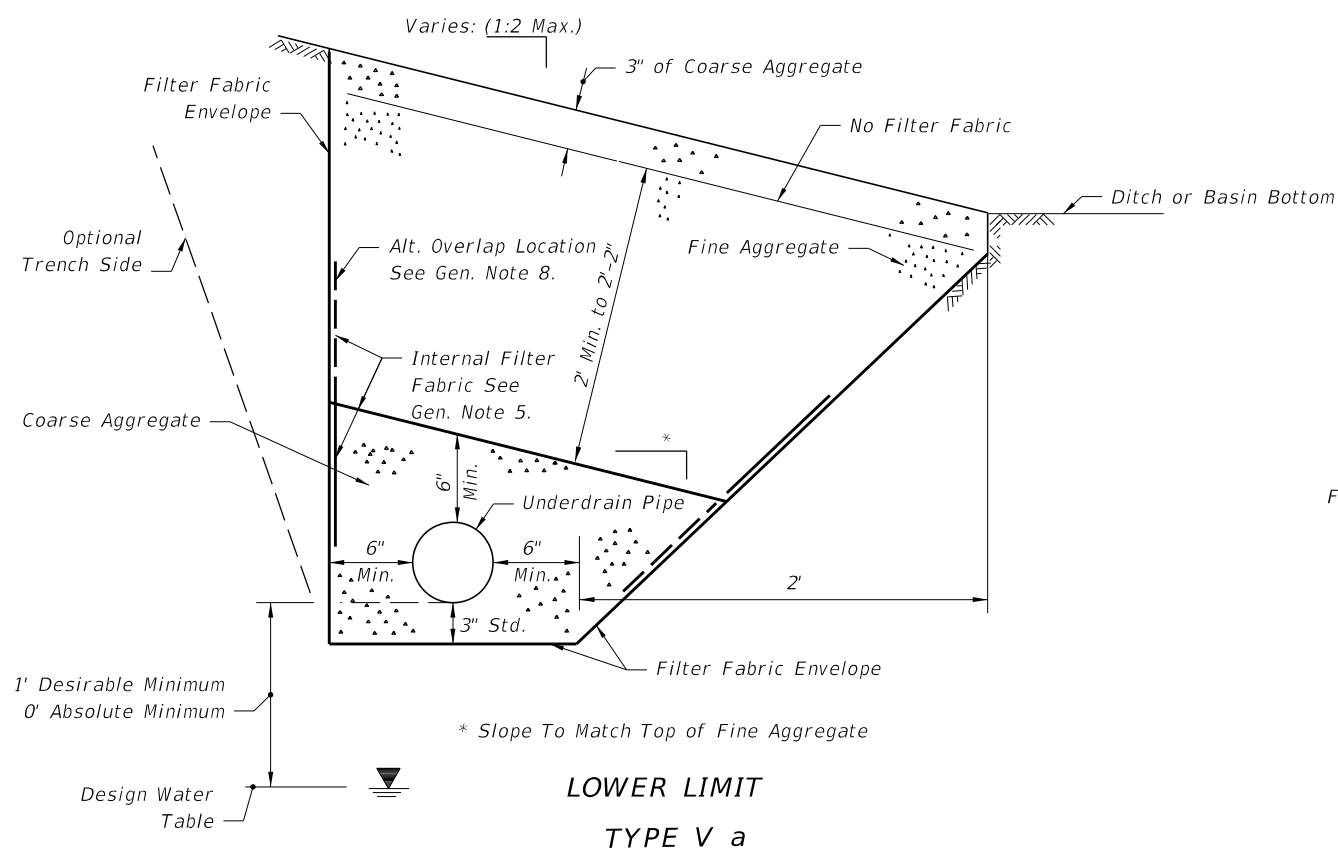 Varies: (1:2 Max.)
3" of Coarse Aggregate
Filter Fabric
Envelope
No Filter Fabric
Ditch or Basin Bottom
Optional
Trench Side
Alt. Overlap Location
See Gen. Note 8.
Fine Aggregate
2' Min. to 2'-2"
Internal Filter
Fabric See
Gen. Note 5.
Coarse Aggregate
*
6"
Min.
Underdrain Pipe
F
6"
Min.
6"
Min.
2'
3" Std.
Filter Fabric Envelope
1' Desirable Minimum
0' Absolute Minimum
* Slope To Match Top of Fine Aggregate
Design Water
Table
LOWER LIMIT
TYPE V a